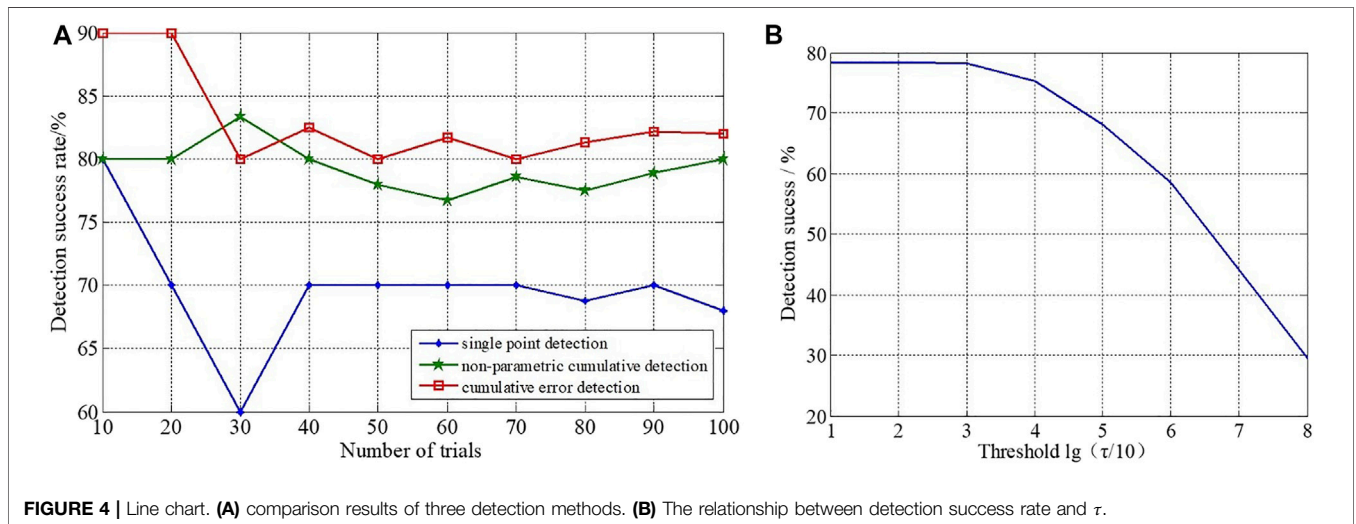 A
90
85
80
75
70
65
60
Detection success rate/%
10 20 30 40 50 60 70 80 90 100
Number of trials
single point detection
non-parametric cumulative detection
cumulative error detection
B
80
70
60
50
40
30
20
Detection sucess / %
1 2 3 4 5 6 7 8
Threshold lg（τ/10）
FIGURE 4 | Line chart. (A) comparison results of three detection methods. (B) The relationship between detection success rate and τ.